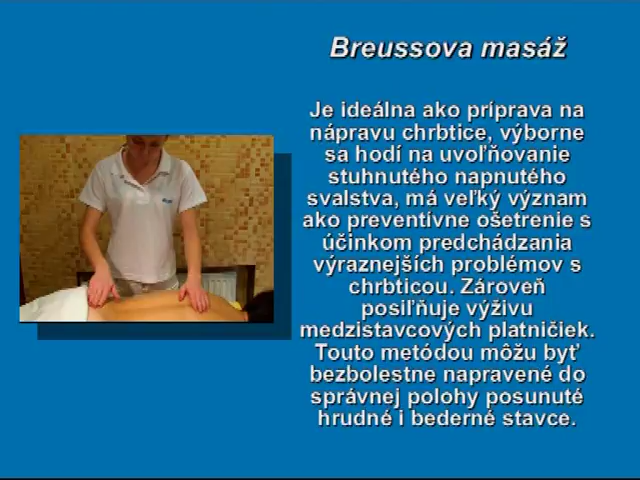 Breussova masáž
Je ideálna ako príprava na
nápravu chrbtice, výborne
sa hodí na uvoľňovanie
stuhnutého napnutého
svalstva, má veľký význam
ako preventívne ošetrenie s
účinkom predchádzania
výraznejších problémov s
chrbticou. Zároveň
posiľňuje výživu
medzistavcových platničiek.
Touto metódou môžu byť
bezbolestne napravené do
správnej polohy posunuté
hrudné i bederné stavce.